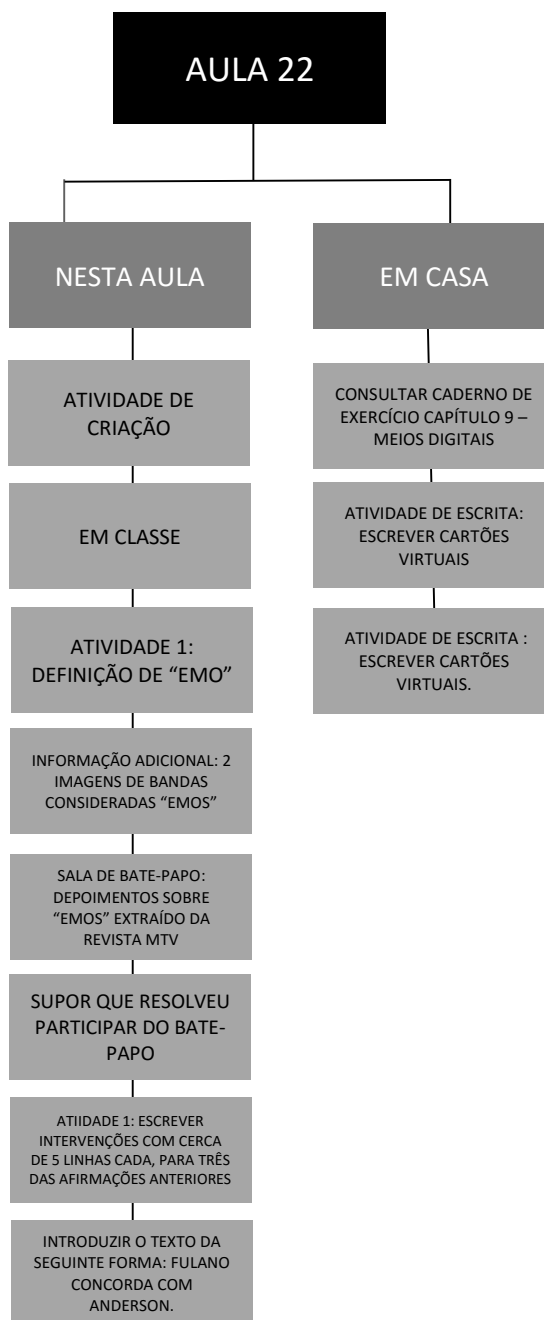 AULA 22
NESTA AULA
ATIVIDADE DE
CRIAÇÃO
EM CLASSE
ATIVIDADE 1:
DEFINIÇÃO DE “EMO”
INFORMAÇÃO ADICIONAL: 2
IMAGENS DE BANDAS
CONSIDERADAS “EMOS”
SALA DE BATE-PAPO:
DEPOIMENTOS SOBRE
“EMOS” EXTRAÍDO DA
REVISTA MTV
SUPOR QUE RESOLVEU
PARTICIPAR DO BATE-
PAPO
ATIIDADE 1: ESCREVER
INTERVENÇÕES COM CERCA
DE 5 LINHAS CADA, PARA TRÊS
DAS AFIRMAÇÕES ANTERIORES
INTRODUZIR O TEXTO DA
SEGUINTE FORMA: FULANO
CONCORDA COM
ANDERSON.
EM CASA
CONSULTAR CADERNO DE
EXERCÍCIO CAPÍTULO 9 –
MEIOS DIGITAIS
ATIVIDADE DE ESCRITA:
ESCREVER CARTÕES
VIRTUAIS
ATIVIDADE DE ESCRITA :
ESCREVER CARTÕES
VIRTUAIS.